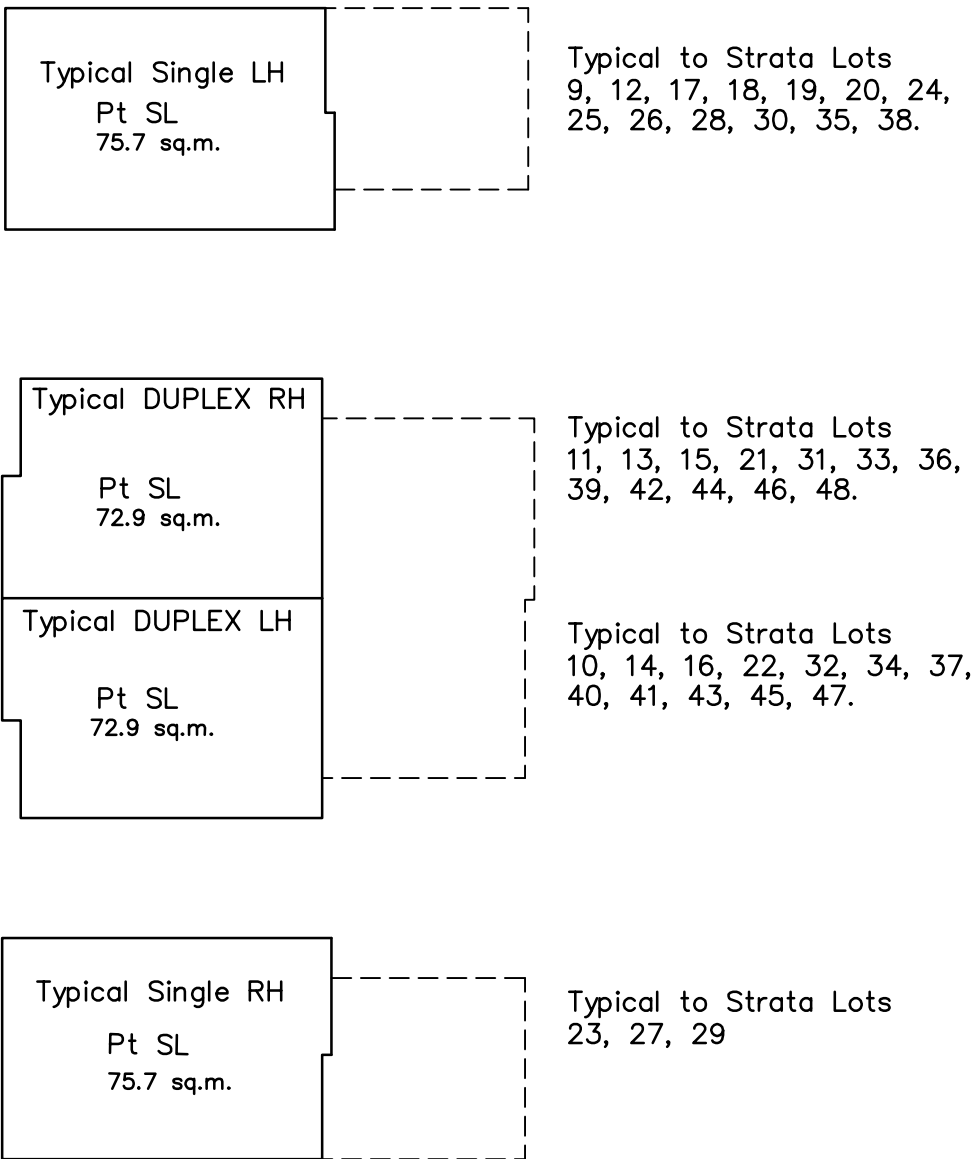 Typical Single LH
Pt SL
75.7 sq.m.
Typical to Strata Lots
9, 12, 17, 18, 19, 20, 24,
25, 26, 28, 30, 35, 38.
Typical DUPLEX RH
Pt SL
72.9 sq.m.
Typical to Strata Lots
11, 13, 15, 21, 31, 33, 36,
39, 42, 44, 46, 48.
Typical DUPLEX LH
Pt SL
72.9 sq.m.
Typical to Strata Lots
10, 14, 16, 22, 32, 34, 37,
40, 41, 43, 45, 47.
Typical Single RH
Pt SL
75.7 sq.m.
Typical to Strata Lots
23, 27, 29